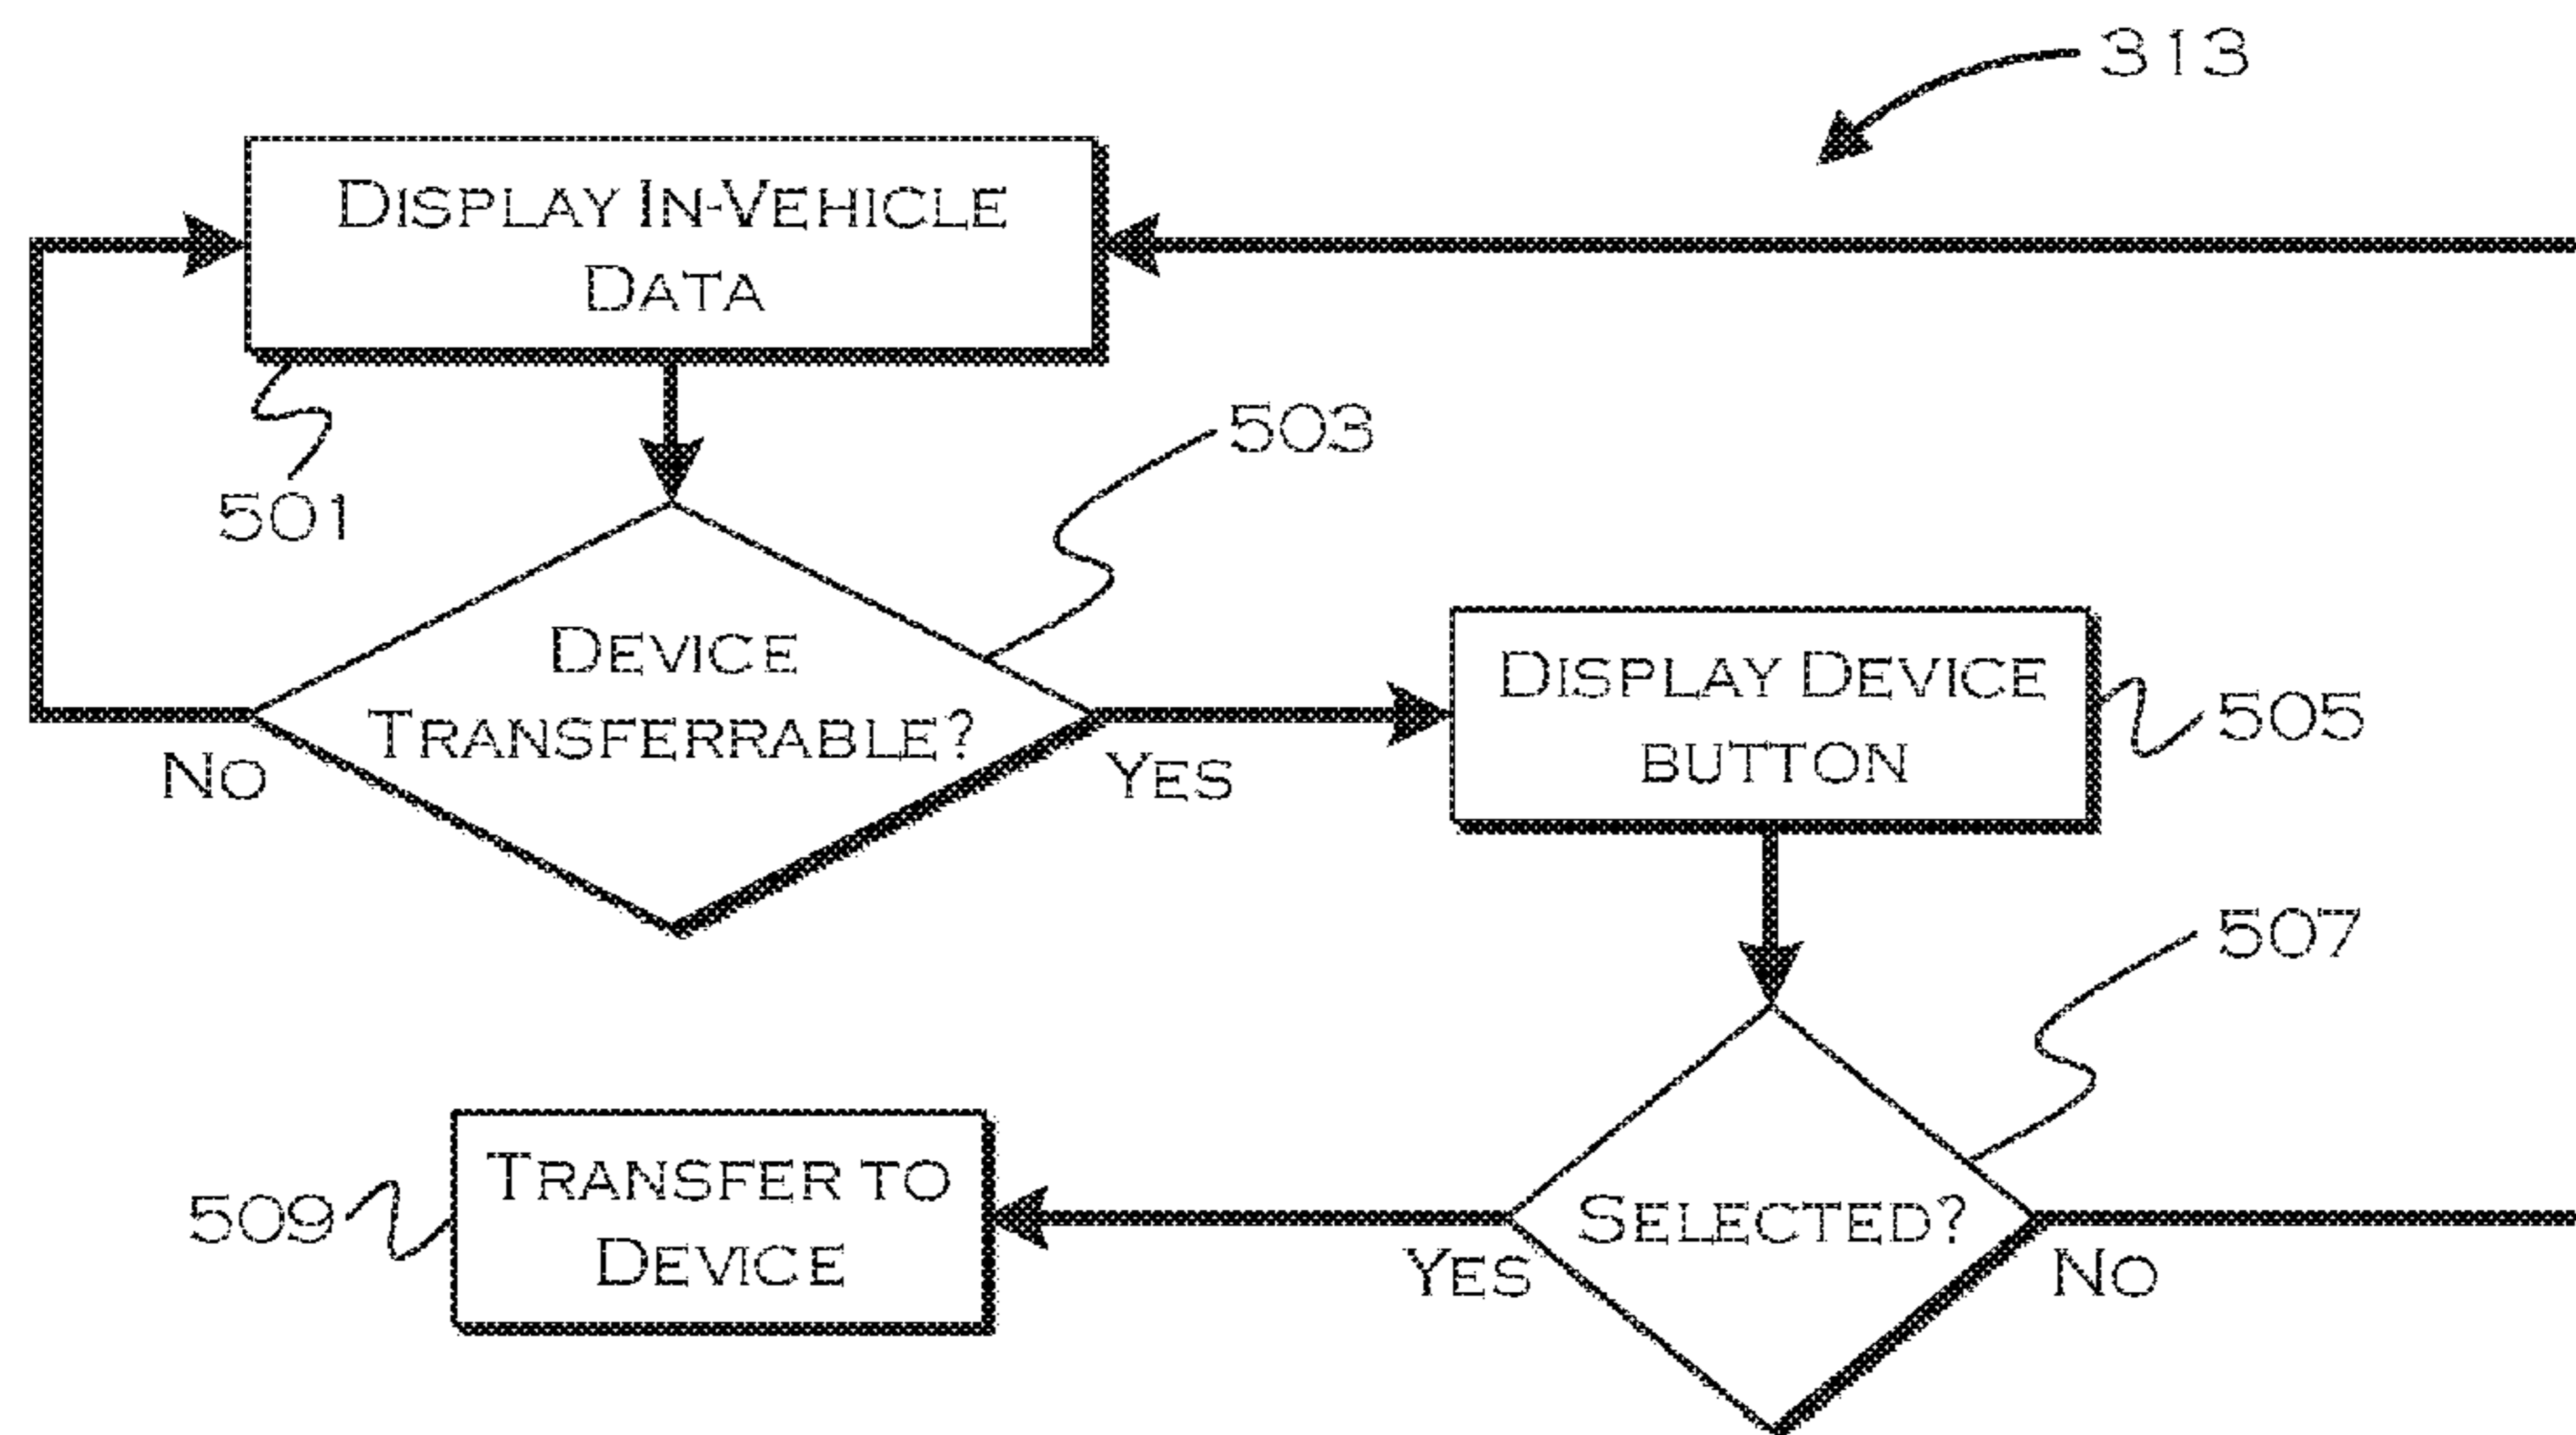 313
DISPLAY IN-VEHICLE
DATA
501
503
DEVICE
TRANSFERRABLE?
NO
YES
DISPLAY DEVICE
BUTTON
505
507
SELECTED?
YES
NO
TRANSFER TO
DEVICE
509